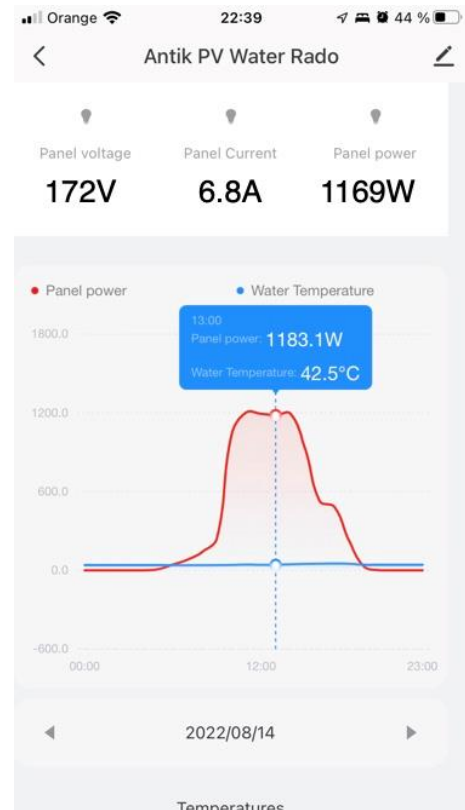 Orange 22:39 44 %
Antik PV Water Rado
Panel voltage Panel Current Panel power
172V 6.8A 1169W
Panel power Water Temperature
13:00
1800.0
Panel power: 1183.1W
Water Temperature: 42.5°C
1200.0
600.0
0.0
-600.0
00:00 12:00 23:00
2022/08/14
Temperatures